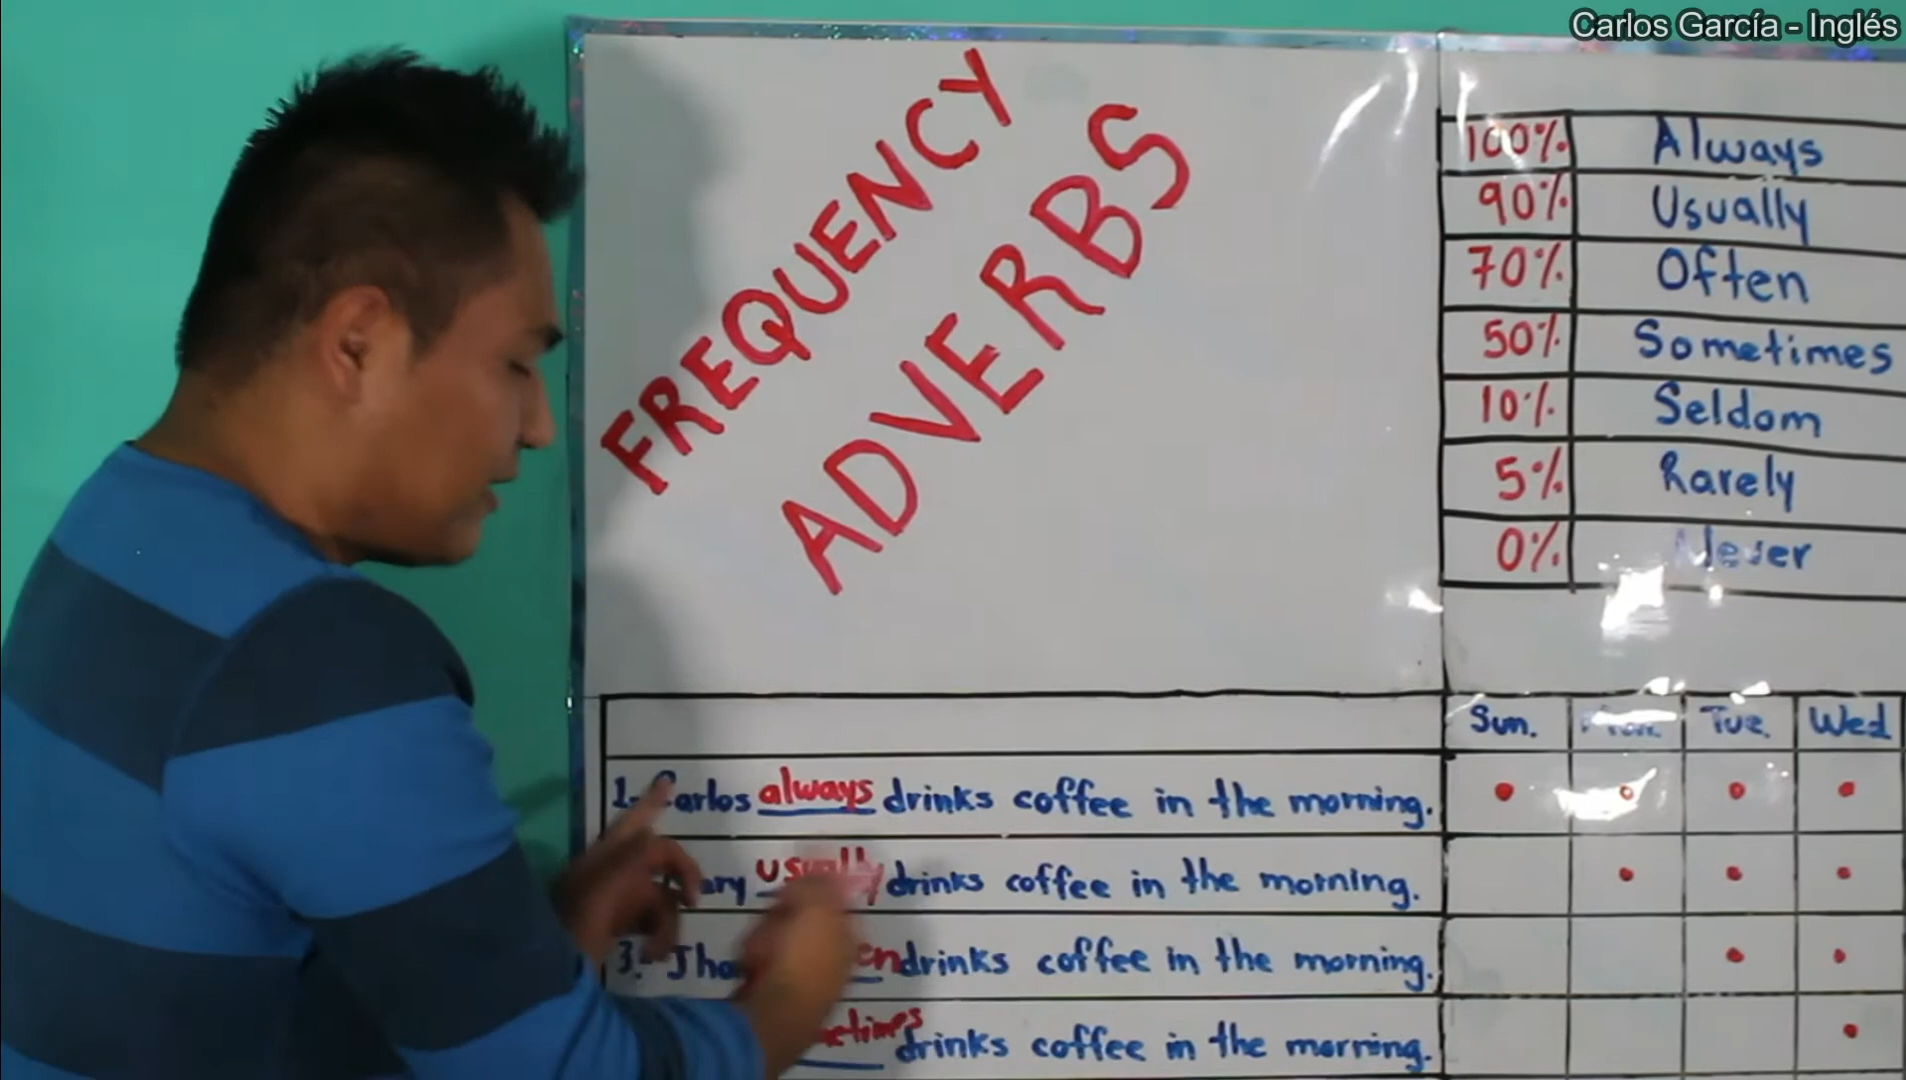 Carlos García - Inglés
FREQUENCY
ADVERBS
100% Always
90% Usually
70% Often
50% Sometimes
10% Seldom
5% Rarely
0% Never
Sun. Mon. Tue. Wed
1.- Carlos always drinks coffee in the morning.
usually drinks coffee in the morning.
3.- drinks coffee in the morning.
drinks coffee in the morning.